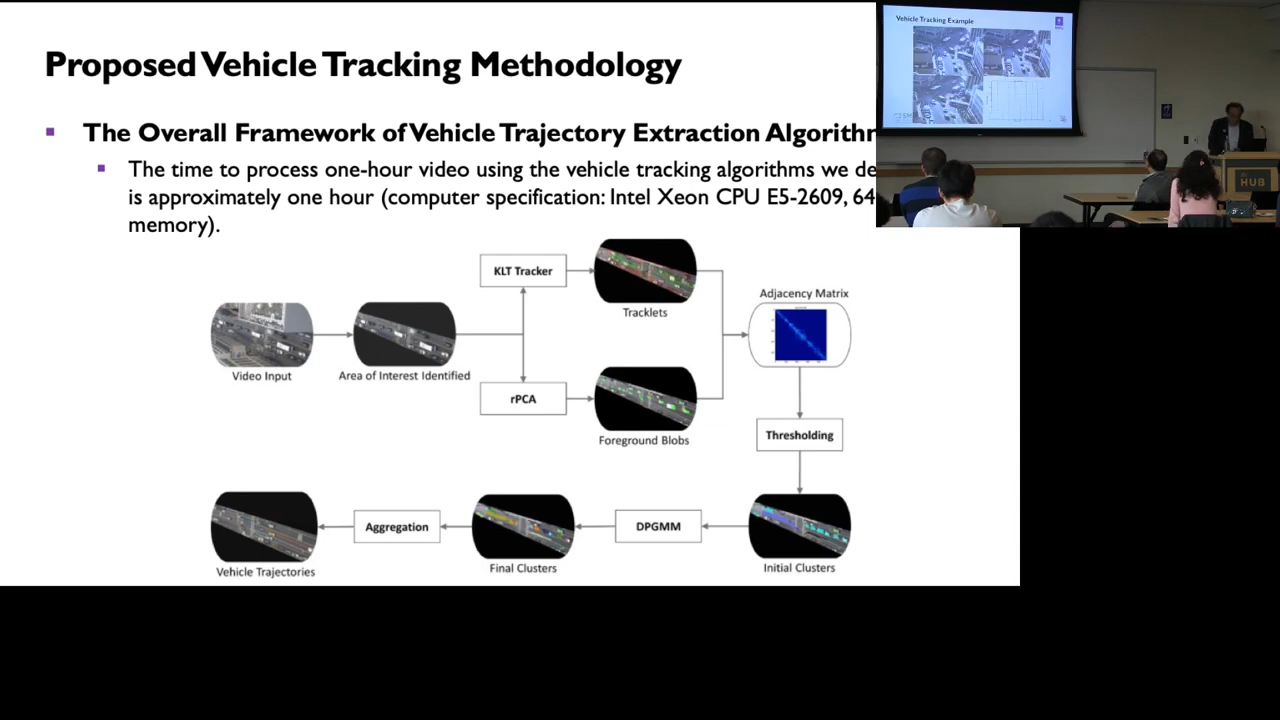 Proposed Vehicle Tracking Methodology
The Overall Framework of Vehicle Trajectory Extraction
The time to process one-hour video using the vehicle tracking algorithms we
is approximately one hour (computer specification: Intel Xeon CPU E5-2609, 64
memory).
KLT Tracker
Tracklets
Adjacency Matrix
Video Input
Area of Interest Identified
rPCA
Foreground Blobs
Thresholding
Vehicle Trajectories
Aggregation
Final Clusters
DPGMM
Initial Clusters
Vehicle Tracking Example
HUB